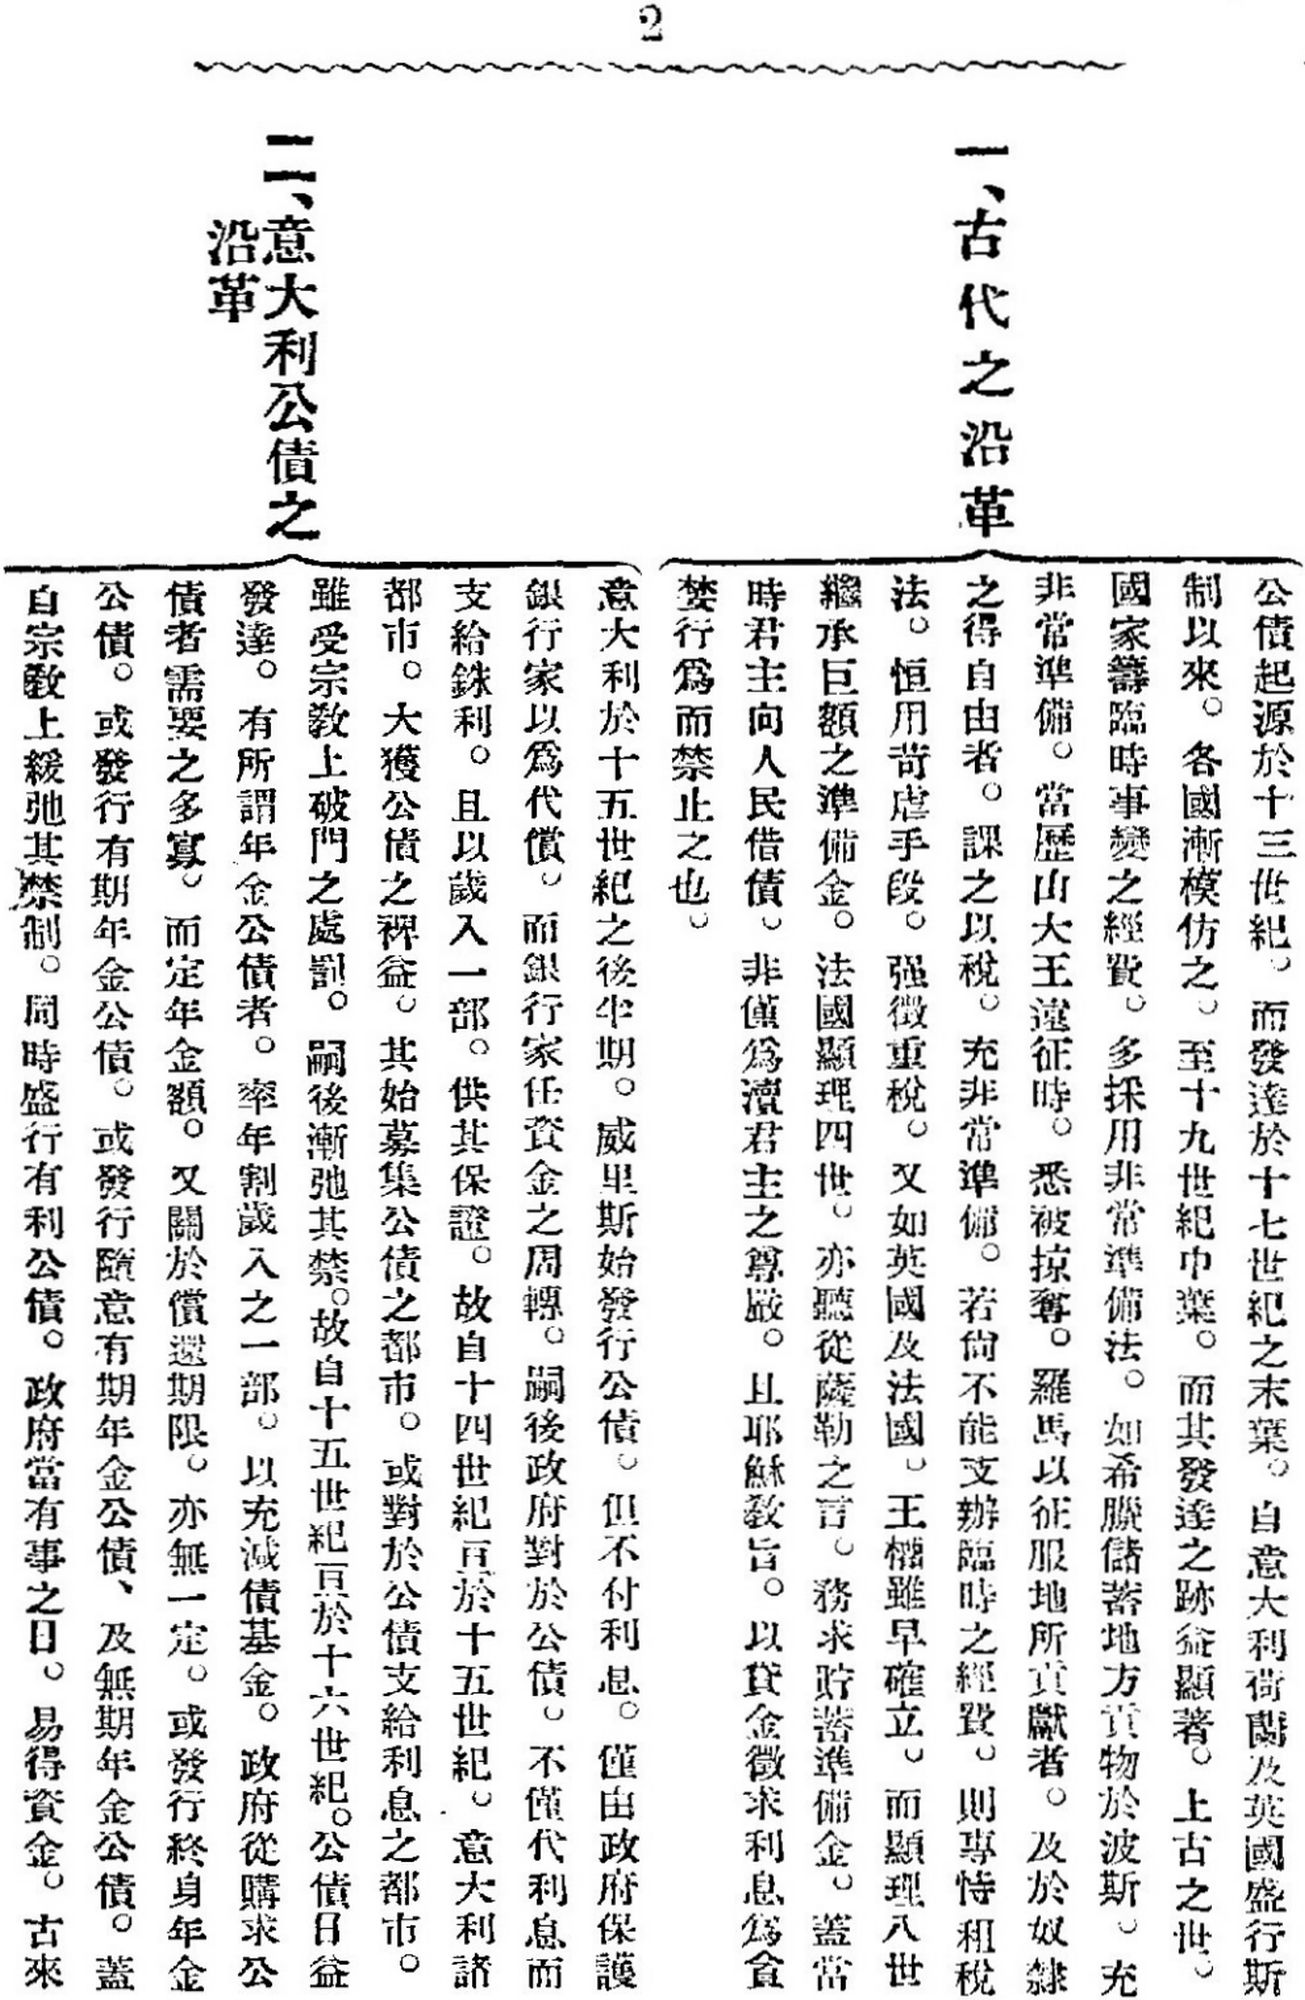 2
一、古代之沿革
公債起源於十三世紀。而發達於十七世紀之末葉。自意大利荷蘭及英國盛行斯
制以來。各國漸模仿之。至十九世紀中葉。而其發達之跡益顯著。上古之世。
國家籌臨時事變之經費。多採用非常準備法。如希臘儲蓄地方貢物於波斯。充
非常準備。當歷山大王遠征時。悉被掠奪。羅馬以征服地所貢獻者。及於奴隸
之得自由者。課之以稅。充非常準備。若尙不能支辦臨時之經費。則專恃租稅
法。恒用苛虐手段。强徵重稅。又如英國及法國。王權雖早確立。而顯理八世
繼承巨額之準備金。法國顯理四世。亦聽從薩勒之言。務求貯蓄準備金。蓋當
時君主向人民借債。非僅爲瀆君主之尊嚴。且耶穌敎旨。以貸金徵求利息爲貪
婪行爲而禁止之也。
二、意大利公債之
沿革
意大利於十五世紀之後半期。威里斯始發行公債。但不付利息。僅由政府保護
銀行家以爲代償。而銀行家任資金之周轉。嗣後政府對於公債。不僅代利息而
支給銖利。且以歲入一部。供其保證。故自十四世紀亘於十五世紀。意大利諸
都市。大獲公債之裨益。其始募集公債之都市。或對於公債支給利息之都市。
雖受宗敎上破門之處罰。嗣後漸弛其禁。故自十五世紀亘於十六世紀。公債日益
發達。有所謂年金公債者。率年割歲入之一部。以充減債基金。政府從購求公
債者需要之多寡。而定年金額。又關於償還期限。亦無一定。或發行終身年金
公債。或發行有期年金公債。或發行隨意有期年金公債、及無期年金公債。蓋
自宗敎上緩弛其禁制。同時盛行有利公債。政府當有事之日。易得資金。古來